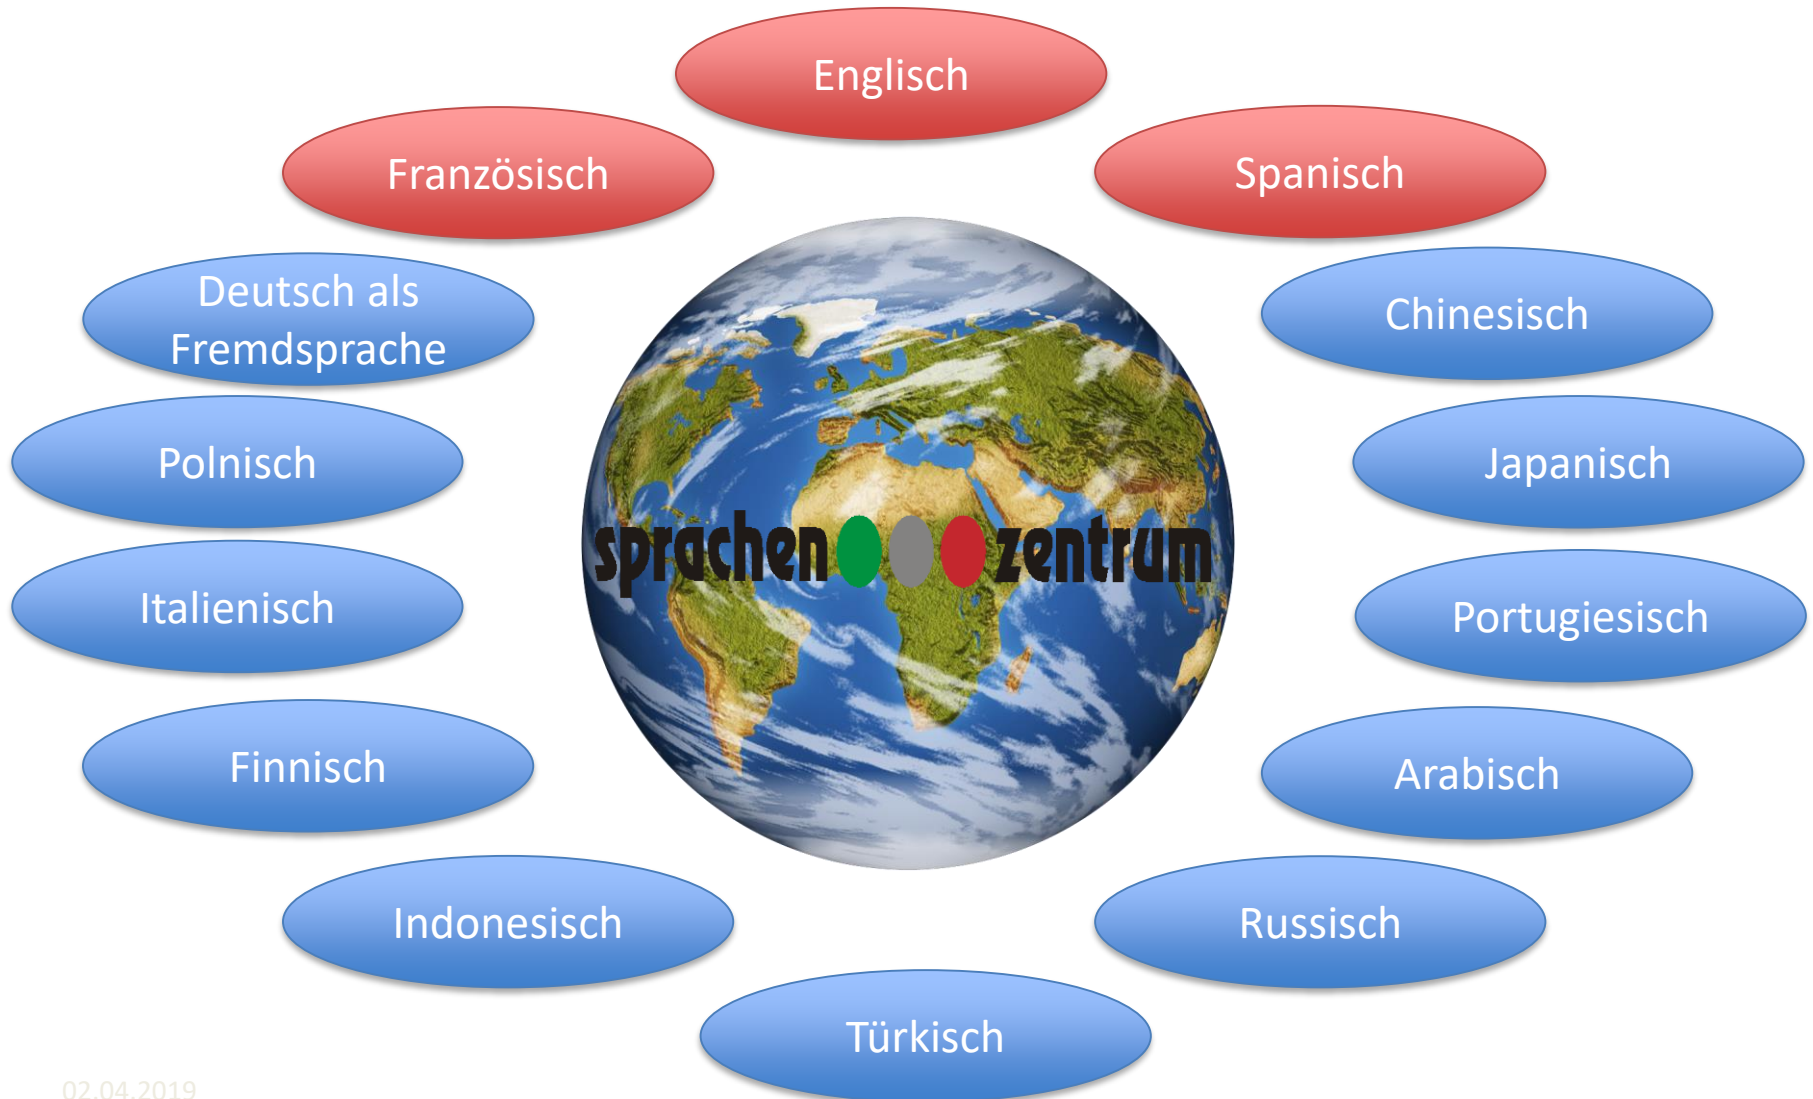 Englisch
Französisch
Spanisch
Deutsch als
Fremdsprache
Chinesisch
Polnisch
Japanisch
sprachen zentrum
Italienisch
Portugiesisch
Finnisch
Arabisch
Indonesisch
Russisch
Türkisch
02.04.2019